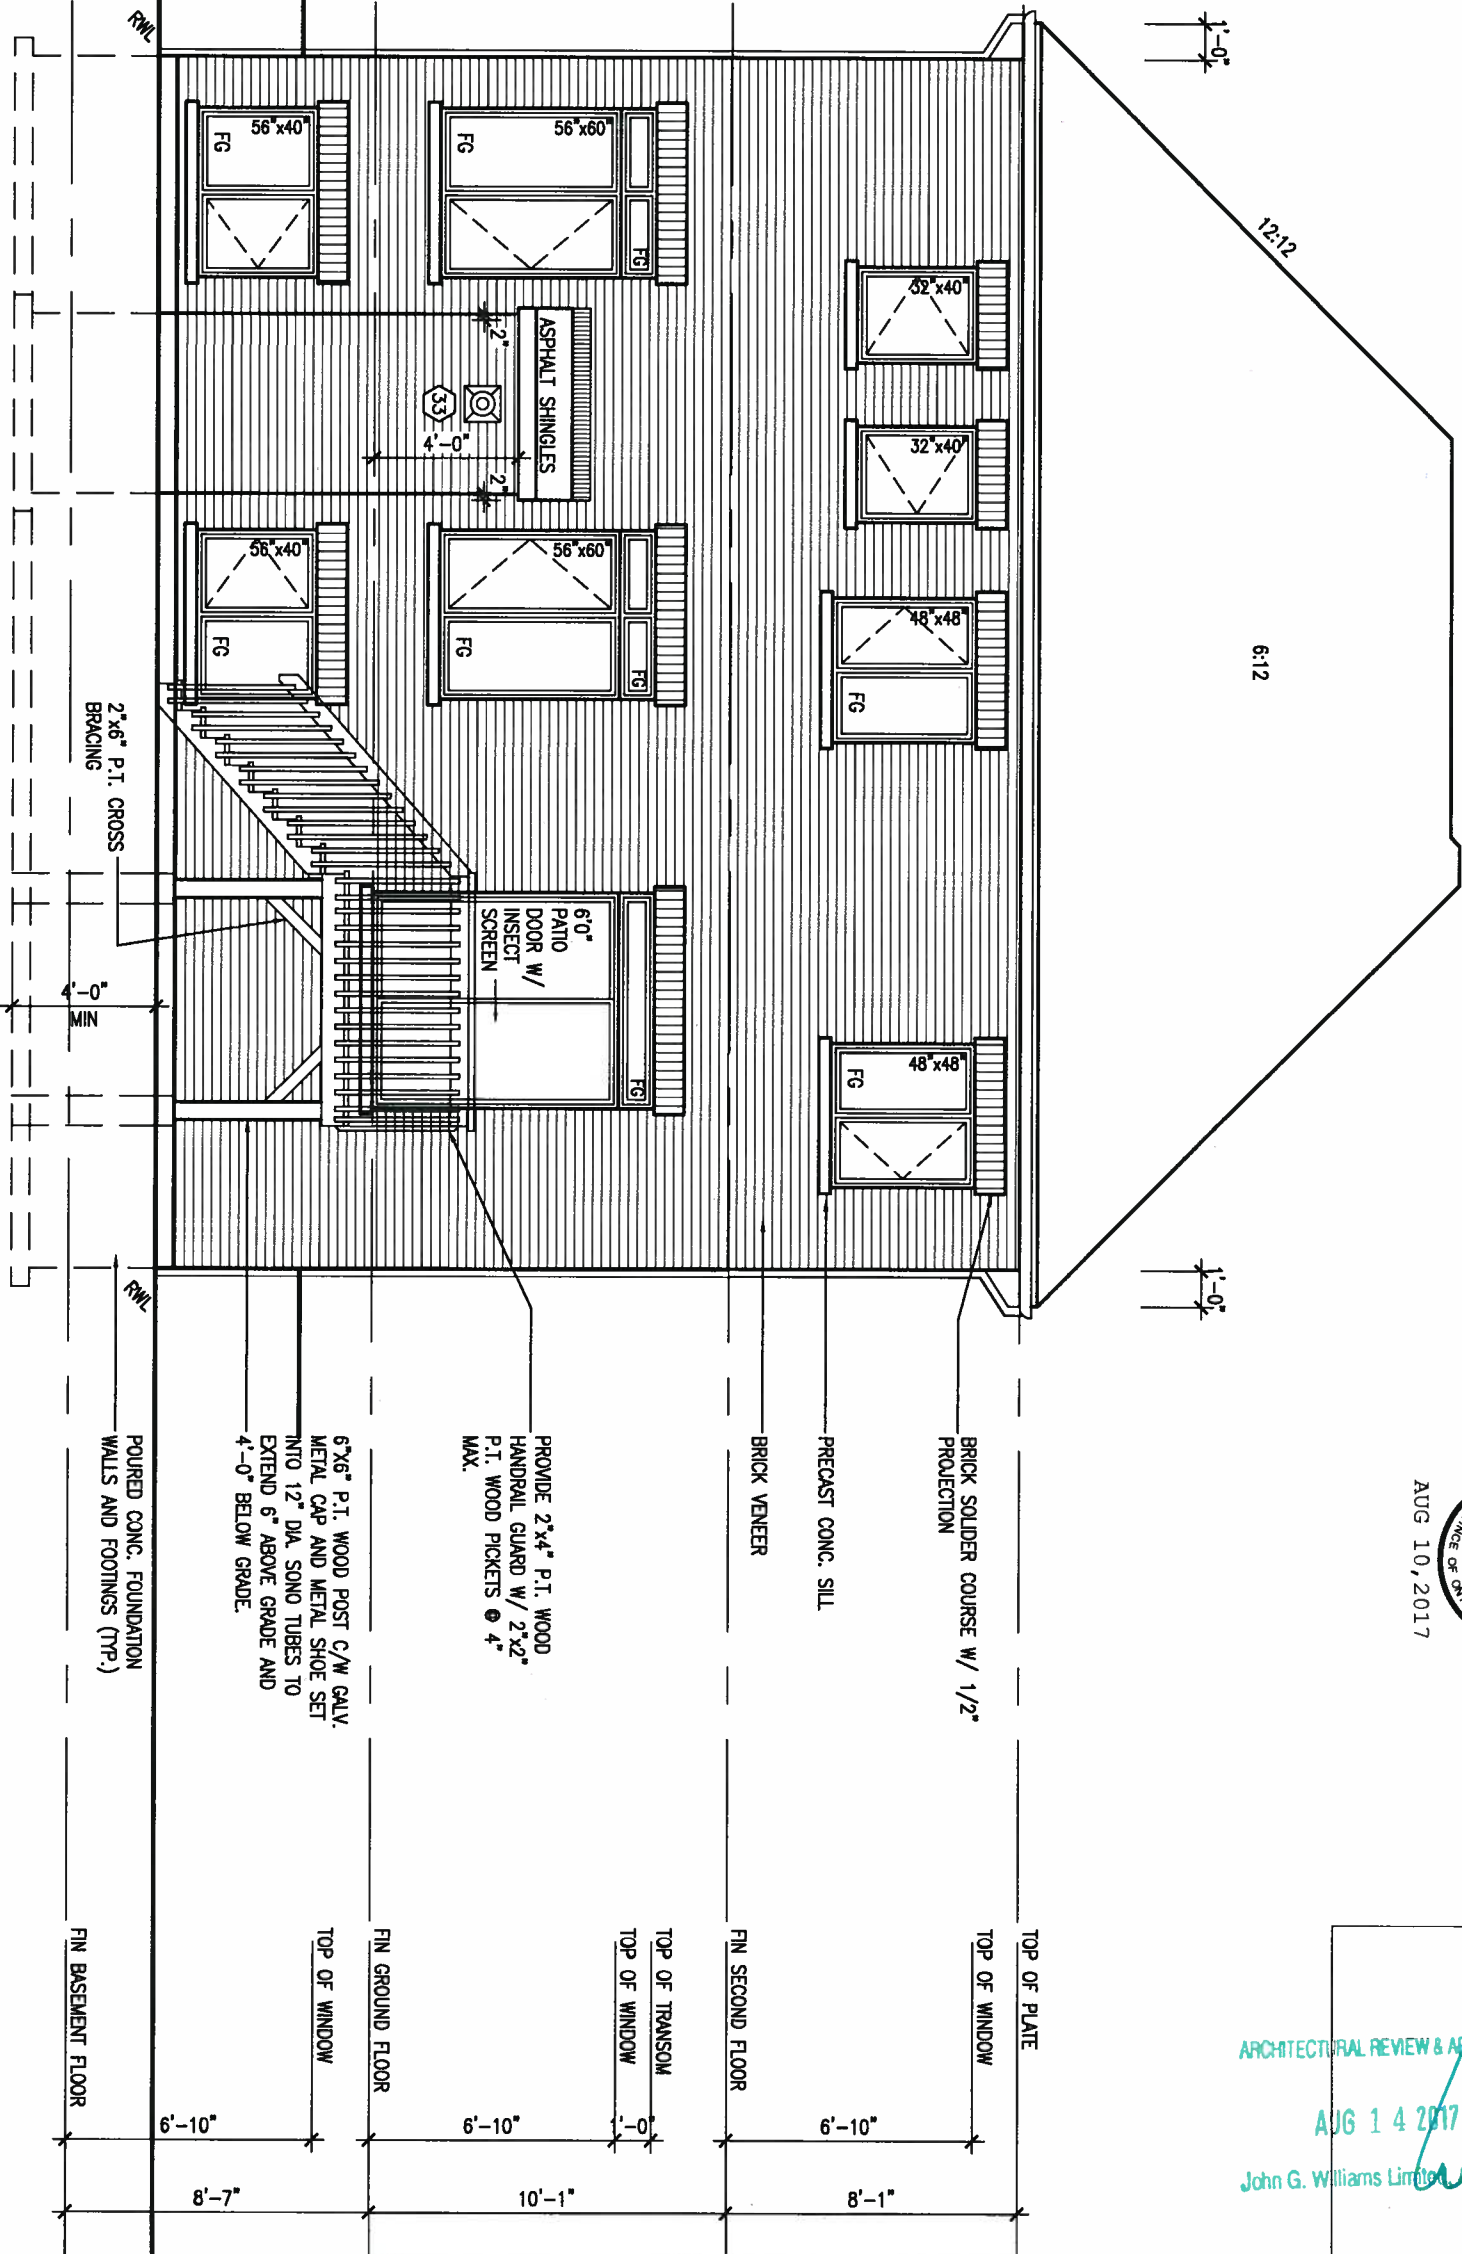 1'-0"
12:12
6:12
1'-0"
RWL
56"x40"
FG
56"x60"
FG
FG
32"x40"
32"x40"
48"x48"
FG
48"x48"
FG
ASPHALT SHINGLES
2"
2"
33
4'-0"
56"x60"
FG
FG
56"x40"
FG
6'0"
PATIO
DOOR W/
INSECT
SCREEN
FG
2"x6" P.T. CROSS
BRACING
4'-0"
MIN
RWL
BRICK SOLIDER COURSE W/ 1/2"
PROJECTION
PRECAST CONC. SILL
BRICK VENEER
PROVIDE 2"x4" P.T. WOOD
HANDRAIL GUARD W/ 2"x2"
P.T. WOOD PICKETS @ 4"
MAX.
6"X6" P.T. WOOD POST C/W GALV.
METAL CAP AND METAL SHOE SET
INTO 12" DIA. SONO TUBES TO
EXTEND 6" ABOVE GRADE AND
4'-0" BELOW GRADE.
POURED CONC. FOUNDATION
WALLS AND FOOTINGS (TYP.)
TOP OF PLATE
TOP OF WINDOW
FIN SECOND FLOOR
TOP OF TRANSOM
TOP OF WINDOW
FIN GROUND FLOOR
TOP OF WINDOW
FIN BASEMENT FLOOR
6'-10"
8'-1"
1'-0"
6'-10"
10'-1"
6'-10"
8'-7"
OF
AUG 10,2017
ARCHITECTURAL REVIEW &
AUG 14 2017
John G. Williams Limited